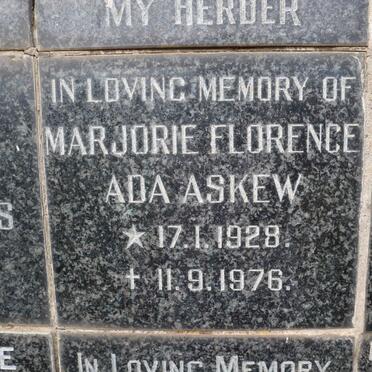 MY HERDER
IN LOVING MEMORY OF
MARJORIE FLORENCE
ADA ASKEW
★ 17.1.1928.
✝ 11.9.1976.
S
E
IN LOVING MEMORY